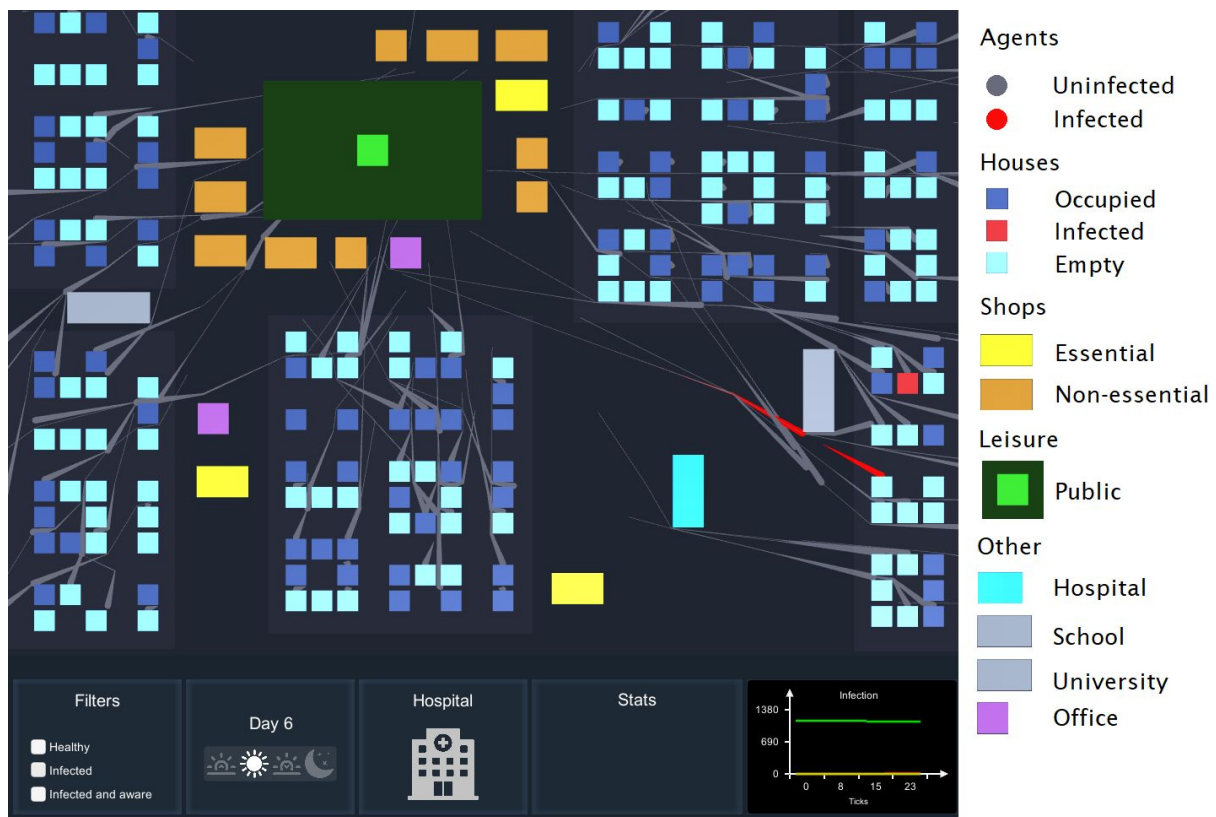 Agents
Uninfected
Infected
Houses
Occupied
Infected
Empty
Shops
Essential
Non-essential
Leisure
Public
Other
Hospital
School
University
Office
Filters
Healthy
Infected
Infected and aware
Day 6
Hospital
Stats
Infection
1380
690
0
0 8 15 23
Ticks